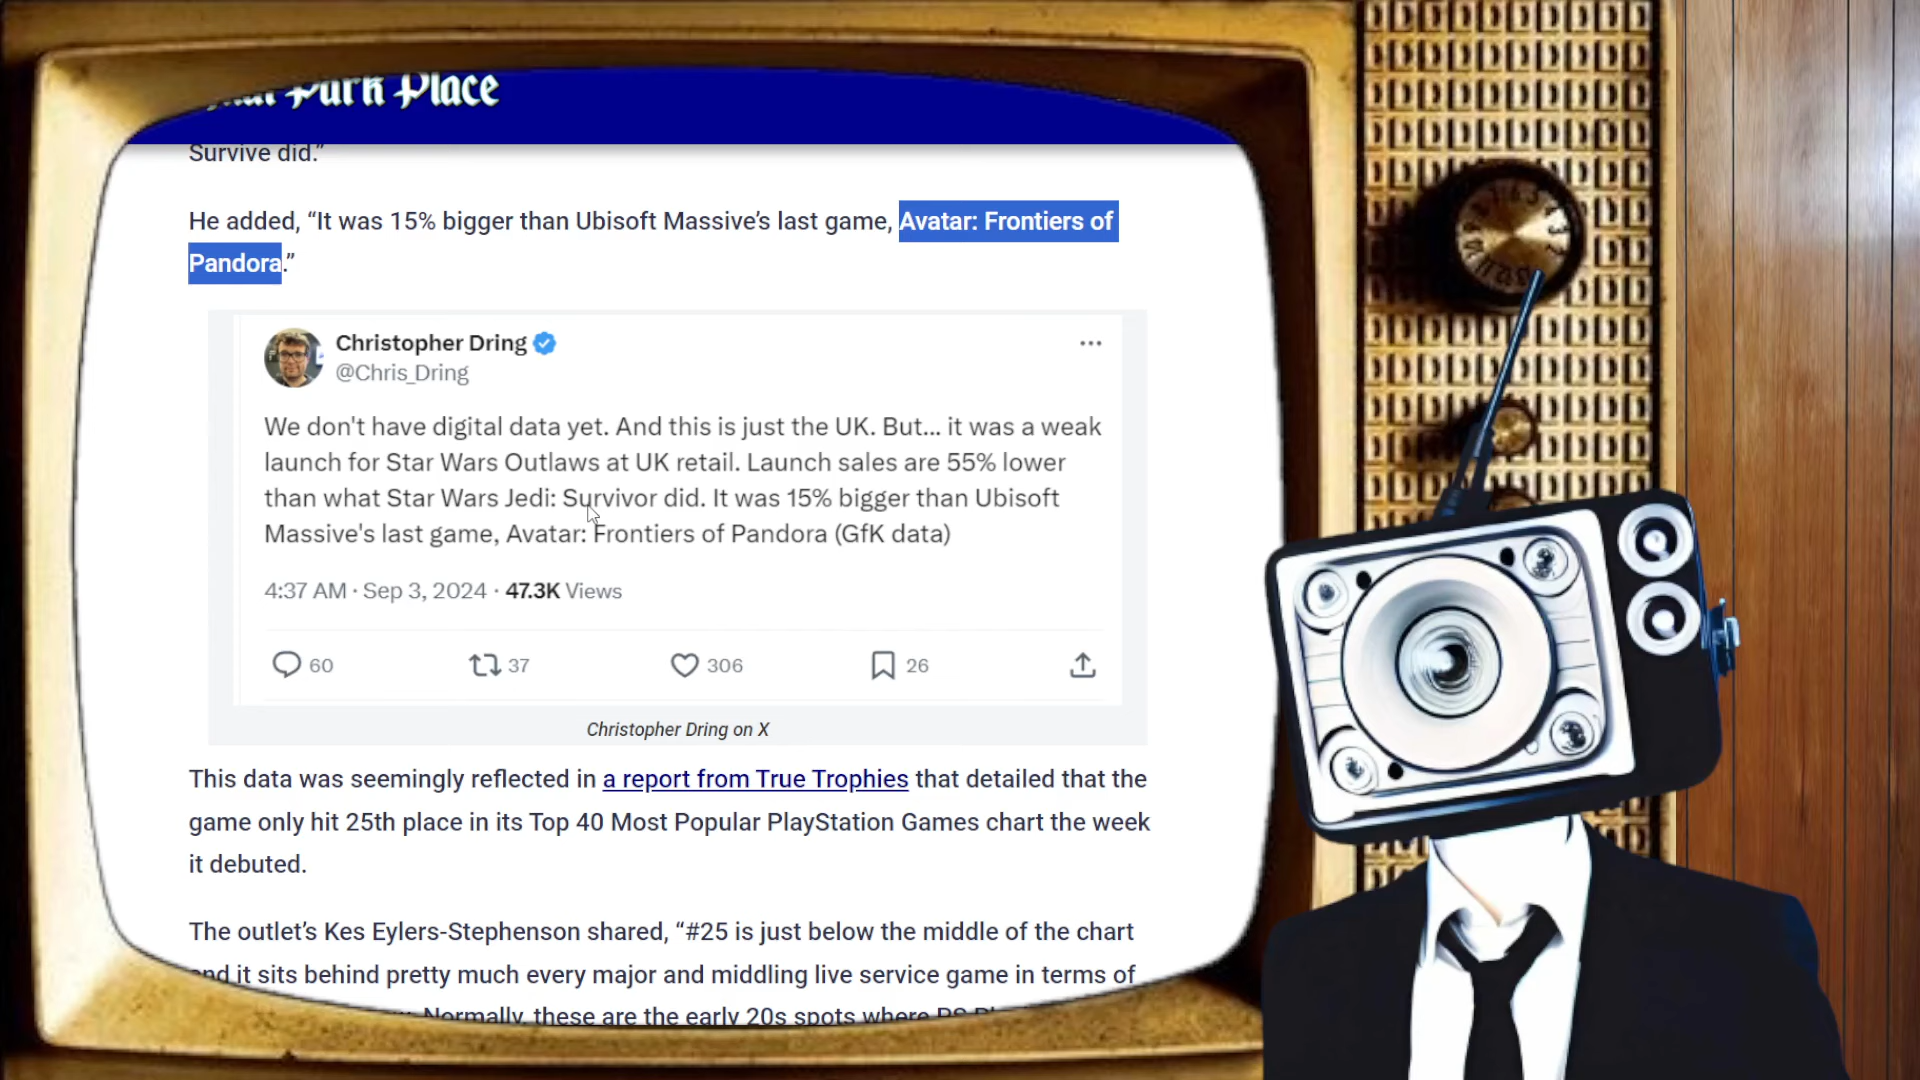 Park Place
Survive did.”
He added, “It was 15% bigger than Ubisoft Massive’s last game, Avatar: Frontiers of
Pandora.”
Christopher Dring
@Chris_Dring
We don't have digital data yet. And this is just the UK. But... it was a weak
launch for Star Wars Outlaws at UK retail. Launch sales are 55% lower
than what Star Wars Jedi: Survivor did. It was 15% bigger than Ubisoft
Massive's last game, Avatar: Frontiers of Pandora (GfK data)
4:37 AM · Sep 3, 2024 · 47.3K Views
60 37 306 26
Christopher Dring on X
This data was seemingly reflected in a report from True Trophies that detailed that the
game only hit 25th place in its Top 40 Most Popular PlayStation Games chart the week
it debuted.
The outlet’s Kes Eylers-Stephenson shared, “#25 is just below the middle of the chart
and it sits behind pretty much every major and middling live service game in terms of
Normally, these are the early 20s spots where